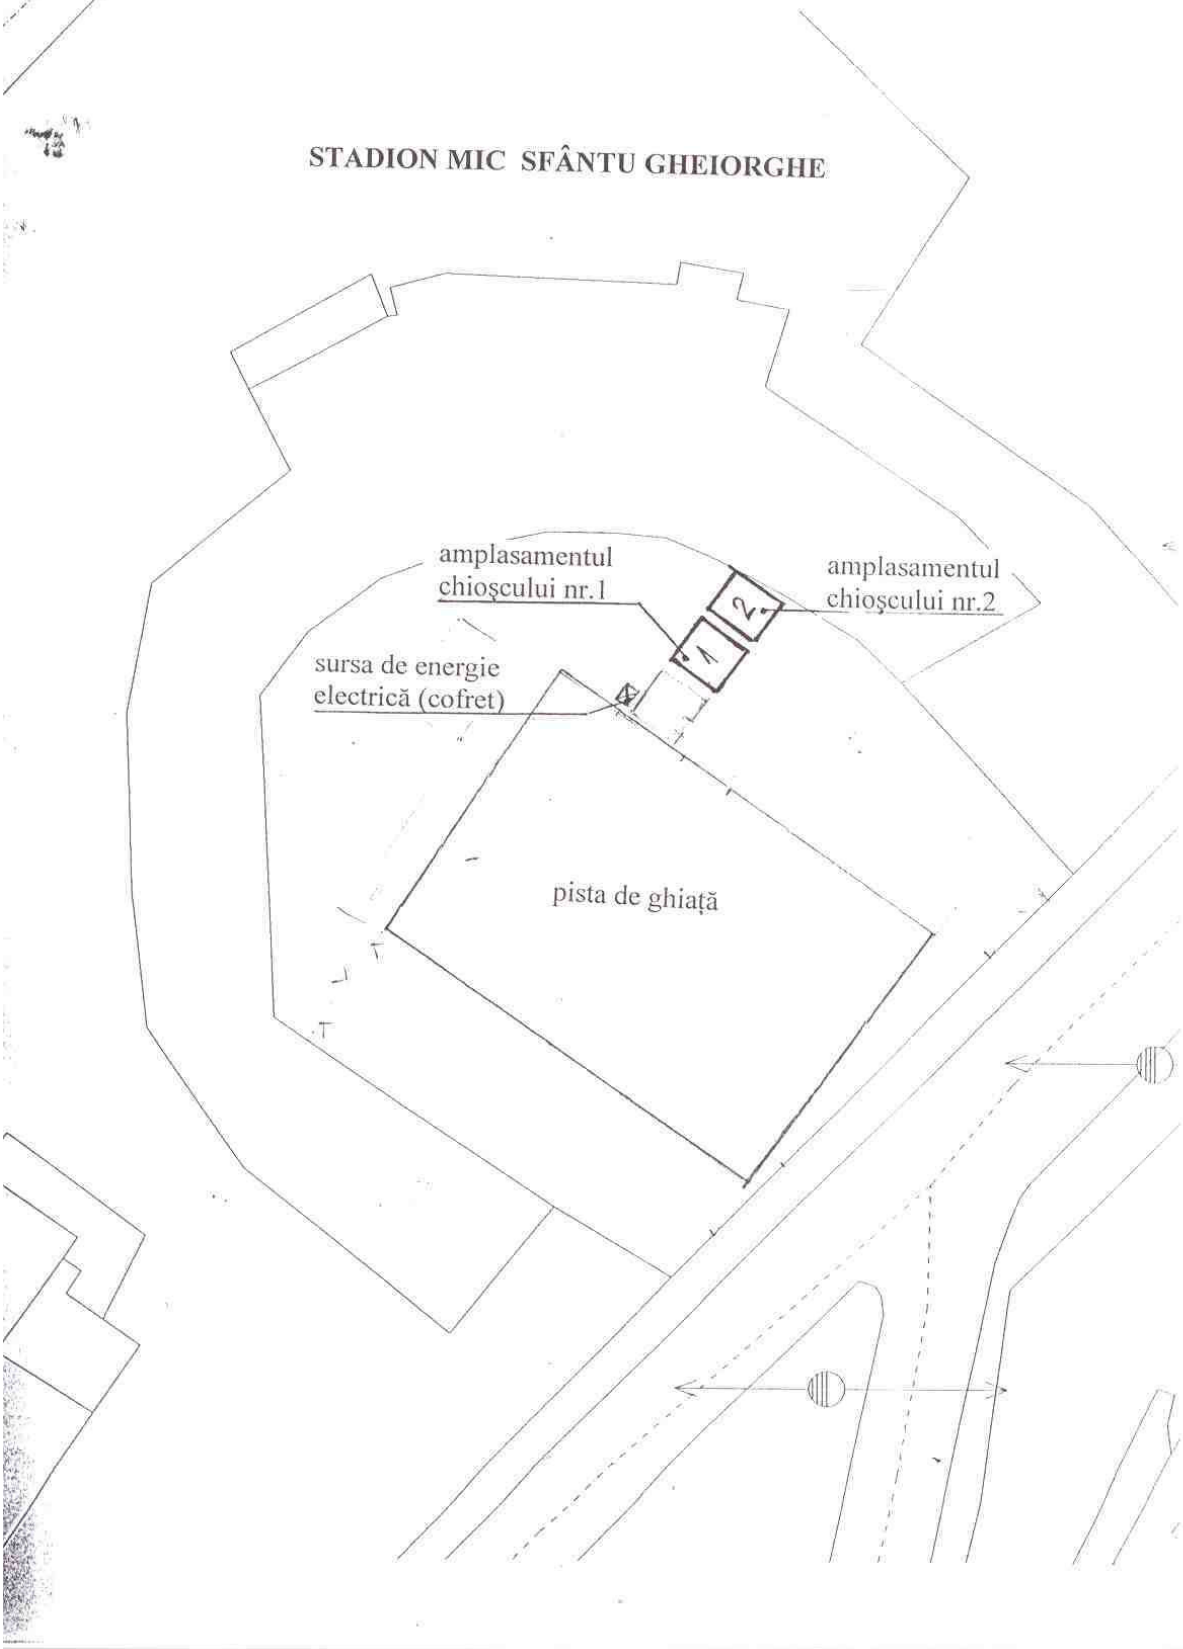 STADION MIC SFÂNTU GHEIORGHE
amplasamentul
chioşcului nr.1
amplasamentul
chioşcului nr.2
2
1
sursa de energie
electrică (cofret)
pista de ghiață